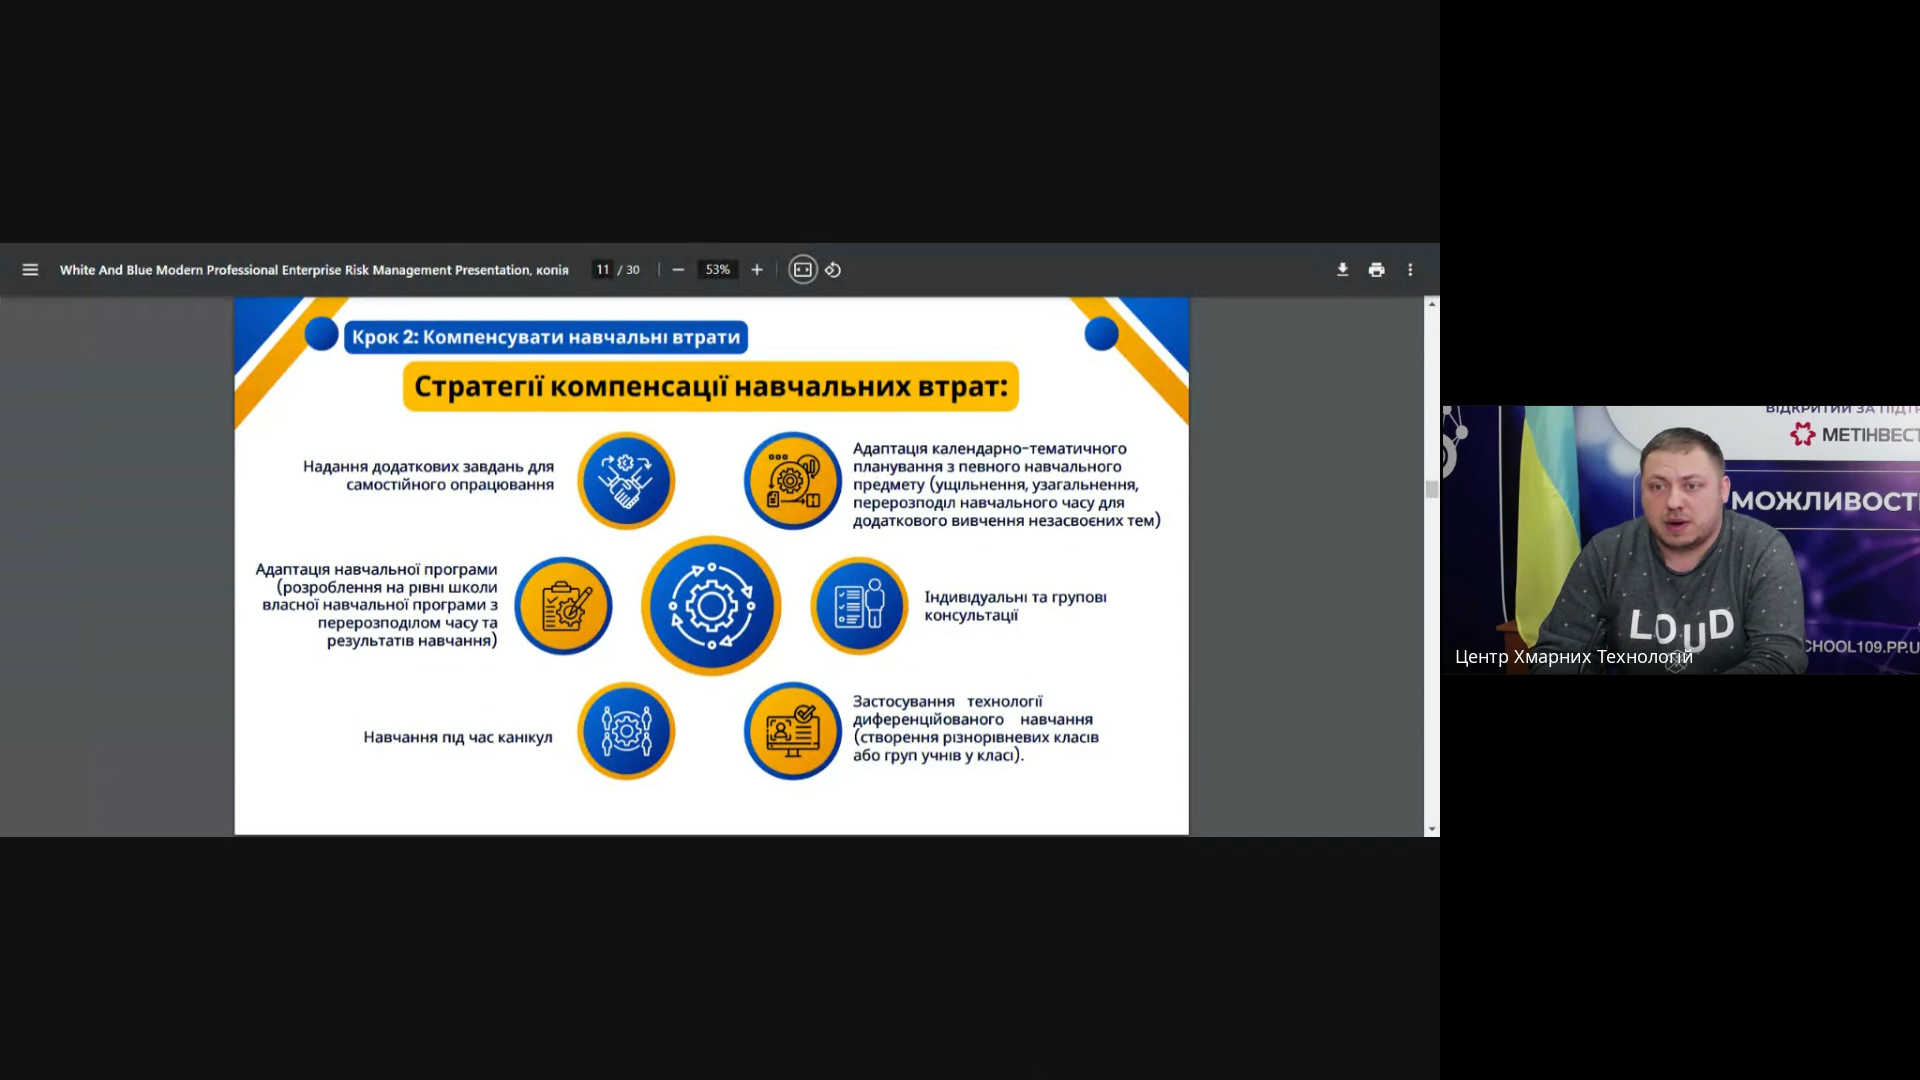 White And Blue Modern Professional Enterprise Risk Management Presentation, копія
11 / 30
53%
Крок 2: Компенсувати навчальні втрати
Стратегії компенсації навчальних втрат:
Надання додаткових завдань для
самостійного опрацювання
Адаптація календарно-тематичного
планування з певного навчального
предмету (ущільнення, узагальнення,
перерозподіл навчального часу для
додаткового вивчення незасвоєних тем)
Адаптація навчальної програми
(розроблення на рівні школи
власної навчальної програми з
перерозподілом часу та
результатів навчання)
Індивідуальні та групові
консультації
Навчання під час канікул
Застосування технології
диференційованого навчання
(створення різнорівневих класів
або груп учнів у класі).
ВІДКРИТИЙ ЗА ПІДТР
МЕТІНВЕСТ
МОЖЛИВОСТ
LOUD
CHOOL109.PP.U
Центр Хмарних Технологій